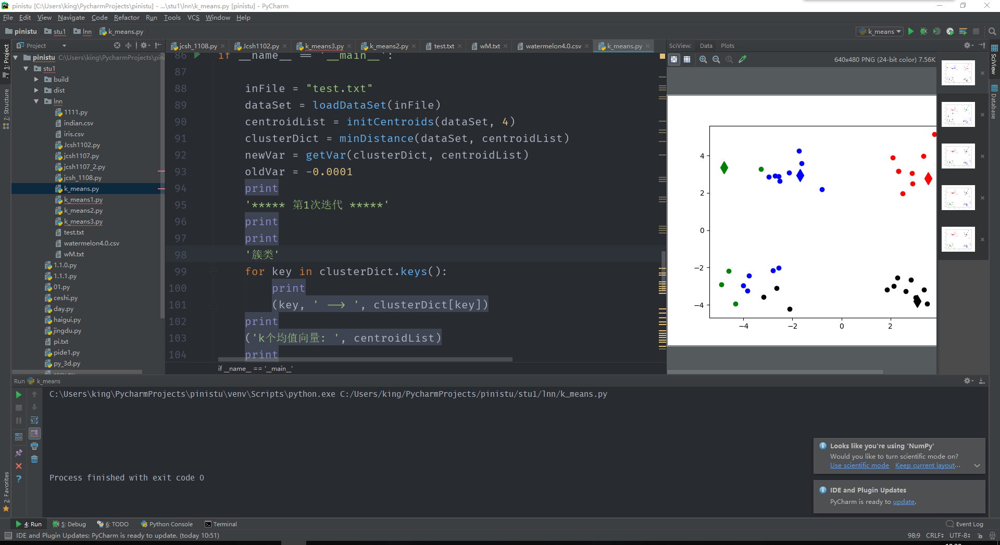 pinistu [C:\Users\king\PycharmProjects\pinistu] - ...\stu1\lnn\k_means.py [pinistu] - PyCharm
File Edit View Navigate Code Refactor Run Tools VCS Window Help
pinistu stu1 lnn k_means.py
k_means
Project
jcsh_1108.py Jcsh1102.py k_means3.py k_means2.py test.txt wM.txt watermelon4.0.csv k_means.py
SciView: Data Plots
1: Project
7: Structure
2: Favorites
SciView
Database
pinistu C:\Users\king\PycharmProjects\pini
stu1
build
dist
lnn
1111.py
indian.csv
iris.csv
Jcsh1102.py
jcsh1107.py
jcsh1107_2.py
jcsh_1108.py
k_means.py
k_means1.py
k_means2.py
k_means3.py
test.txt
watermelon4.0.csv
wM.txt
1.1.0.py
1.1.1.py
01.py
ceshi.py
day.py
haigui.py
jingdu.py
pi.txt
pide1.py
py_3d.py
86 if __name__ == '__main__':
87
88 inFile = "test.txt"
89 dataSet = loadDataSet(inFile)
90 centroidList = initCentroids(dataSet, 4)
91 clusterDict = minDistance(dataSet, centroidList)
92 newVar = getVar(clusterDict, centroidList)
93 oldVar = -0.0001
94 print
95 '***** 第1次迭代 *****'
96 print
97 print
98 '簇类'
99 for key in clusterDict.keys():
100 print
101 (key, ' --> ', clusterDict[key])
102 print
103 ('k个均值向量: ', centroidList)
104 print
if __name__ == '__main__'
640x480 PNG (24-bit color) 7.56K
4
2
0
−2
−4
−4 −2 0 2
Run k_means
C:\Users\king\PycharmProjects\pinistu\venv\Scripts\python.exe C:/Users/king/PycharmProjects/pinistu/stu1/lnn/k_means.py
Process finished with exit code 0
Looks like you're using 'NumPy'
Would you like to turn scientific mode on?
Use scientific mode Keep current layout...
IDE and Plugin Updates
PyCharm is ready to update.
4: Run 5: Debug 6: TODO Python Console Terminal Event Log
IDE and Plugin Updates: PyCharm is ready to update. (today 10:51) 98:9 CRLF UTF-8